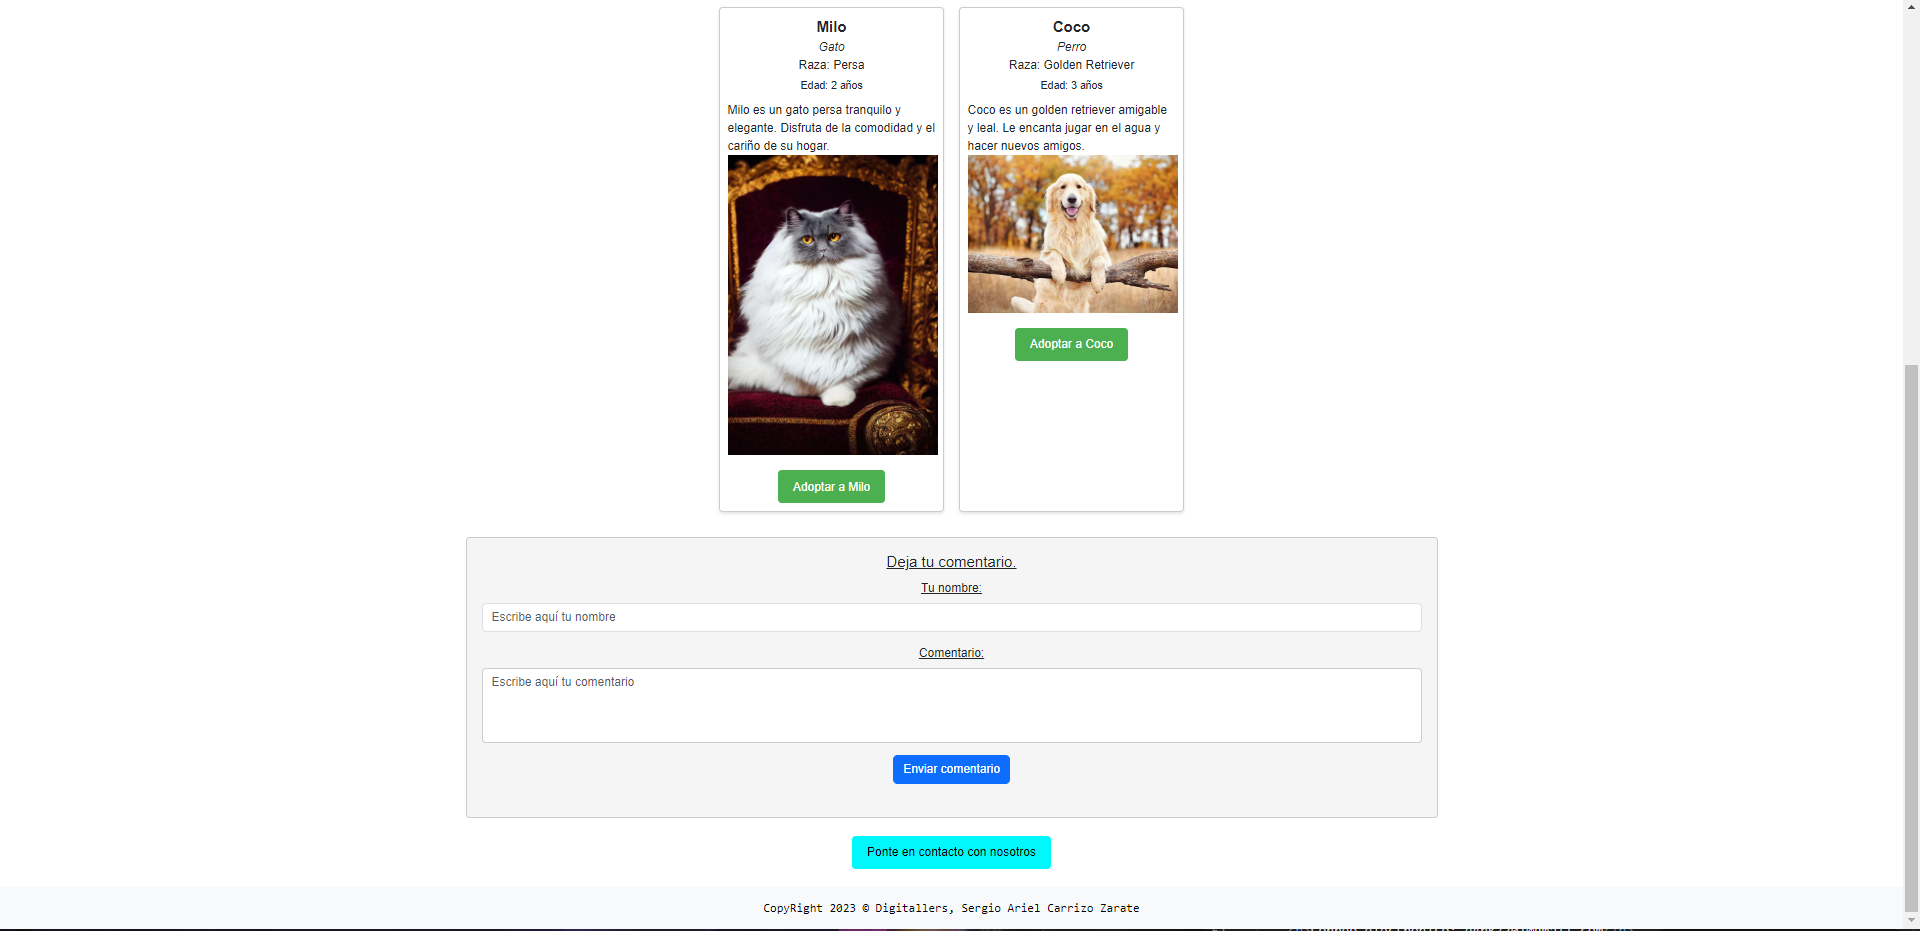 Milo
Gato
Raza: Persa
Edad: 2 años
Milo es un gato persa tranquilo y
elegante. Disfruta de la comodidad y el
cariño de su hogar.
Adoptar a Milo
Coco
Perro
Raza: Golden Retriever
Edad: 3 años
Coco es un golden retriever amigable
y leal. Le encanta jugar en el agua y
hacer nuevos amigos.
Adoptar a Coco
Deja tu comentario.
Tu nombre:
Escribe aquí tu nombre
Comentario:
Escribe aquí tu comentario
Enviar comentario
Ponte en contacto con nosotros
CopyRight 2023 © Digitallers, Sergio Ariel Carrizo Zarate